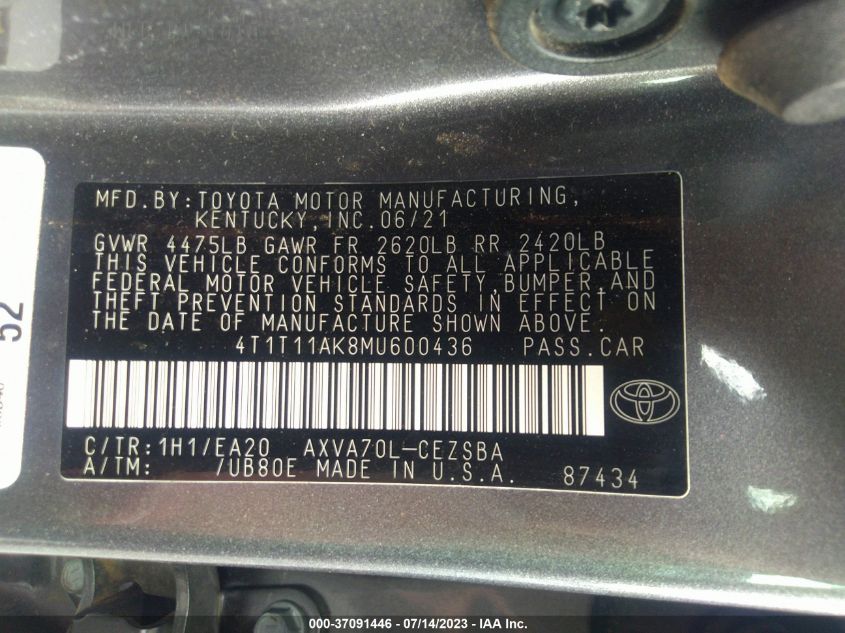 MFD.BY:TOYOTA MOTOR MANUFACTURING,
KENTUCKY,INC.06/21
GVWR 4475LB GAWR FR 2620LB RR 2420LB
THIS VEHICLE CONFORMS TO ALL APPLICABLE
FEDERAL MOTOR VEHICLE SAFETY,BUMPER,AND
THEFT PREVENTION STANDARDS IN EFFECT ON
THE DATE OF MANUFACTURE SHOWN ABOVE.
4T1T11AK8MU600436 PASS.CAR
C/TR:1H1/EA20 AXVA70L-CEZSBA
A/TM: /UB80E MADE IN U.S.A. 87434
52
000-37091446 / 07/14/2023 - IAA Inc.